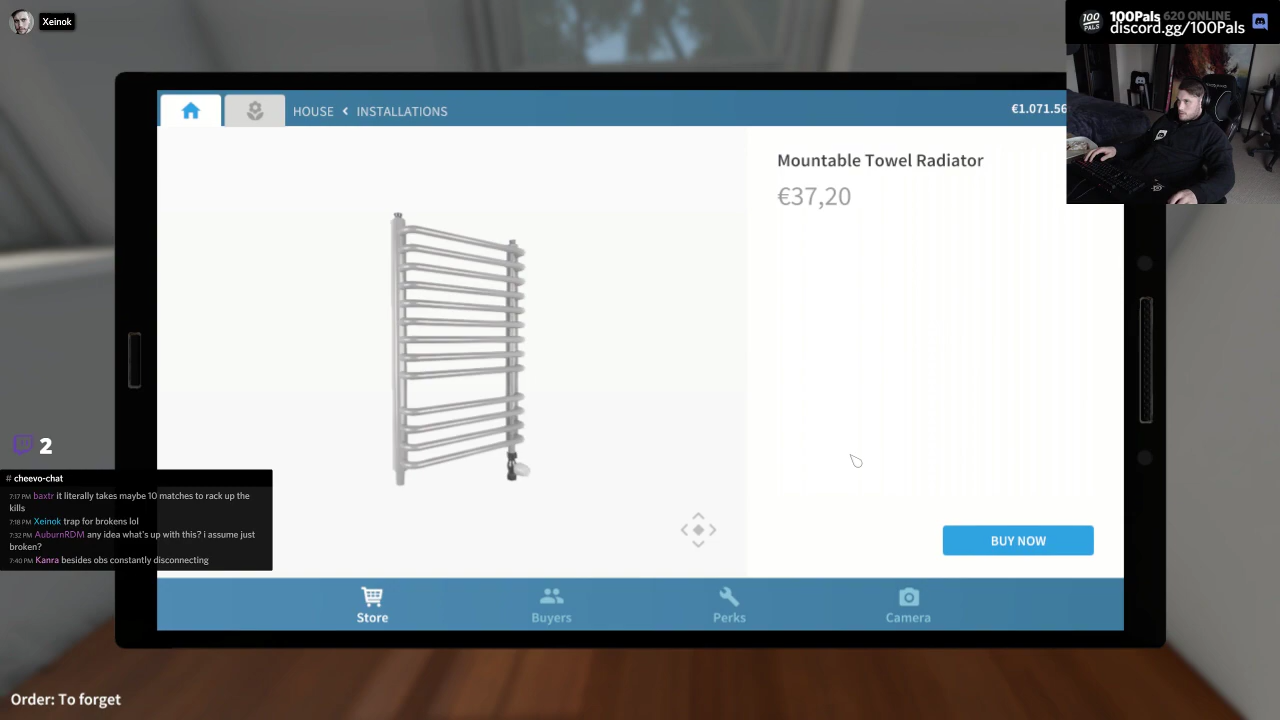 Xeinok
100 PALS
100Pals 620 ONLINE
discord.gg/100Pals
HOUSE < INSTALLATIONS
€1.071.56
Mountable Towel Radiator
€37,20
BUY NOW
2
# cheevo-chat
7:17 PM baxtr it literally takes maybe 10 matches to rack up the
kills
7:18 PM Xeinok trap for brokens lol
7:32 PM AuburnRDM any idea what's up with this? i assume just
broken?
7:40 PM Kanra besides obs constantly disconnecting
Store
Buyers
Perks
Camera
Order: To forget